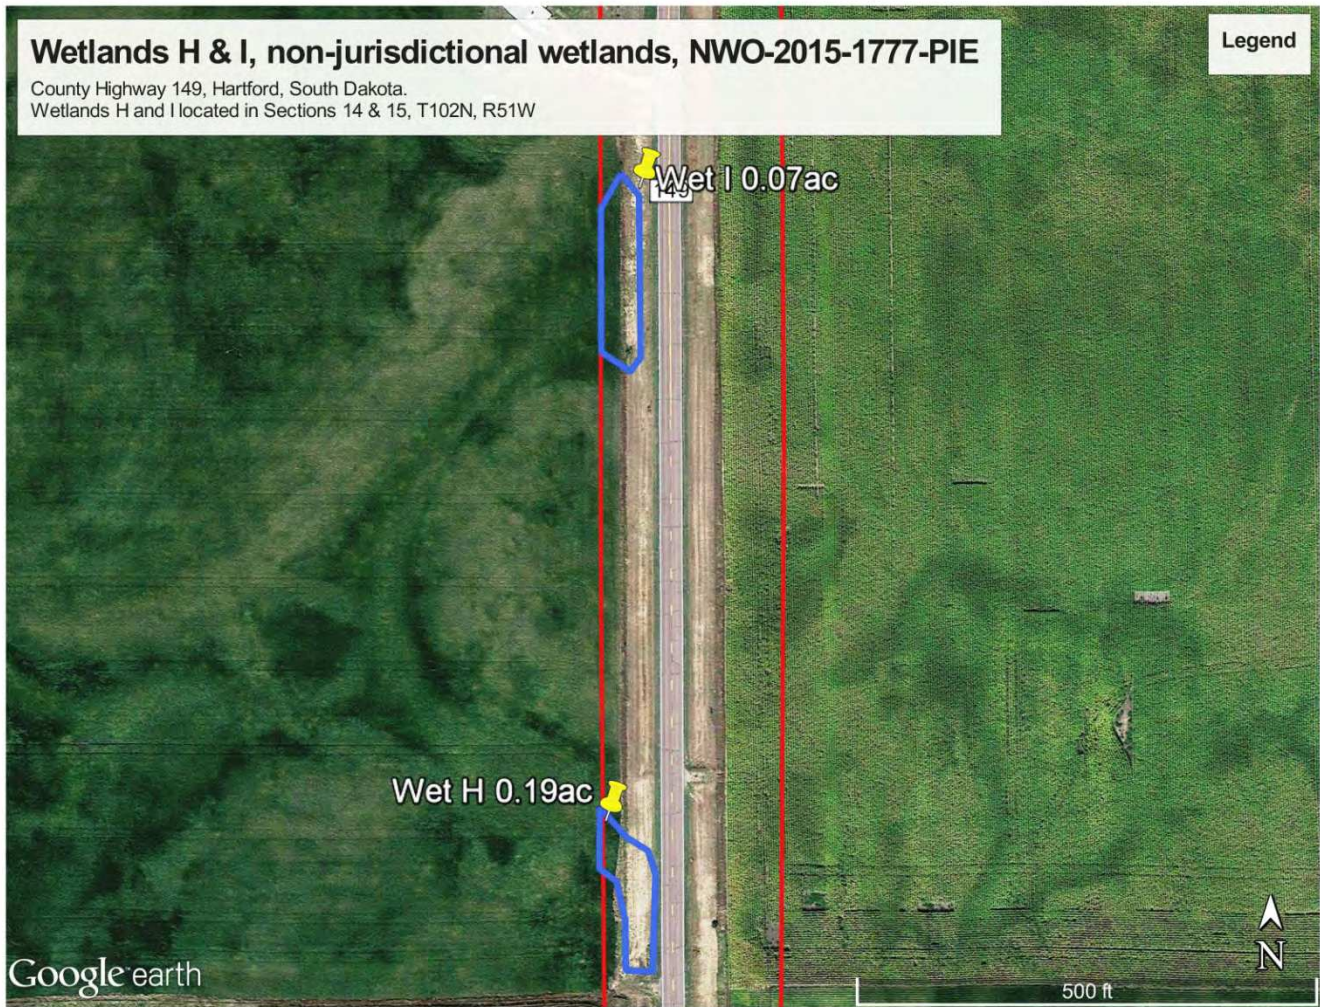 Wetlands H & I, non-jurisdictional wetlands, NWO-2015-1777-PIE
County Highway 149, Hartford, South Dakota.
Wetlands H and I located in Sections 14 & 15, T102N, R51W
Legend
Wet I 0.07ac
Wet H 0.19ac
N
Google earth
500 ft